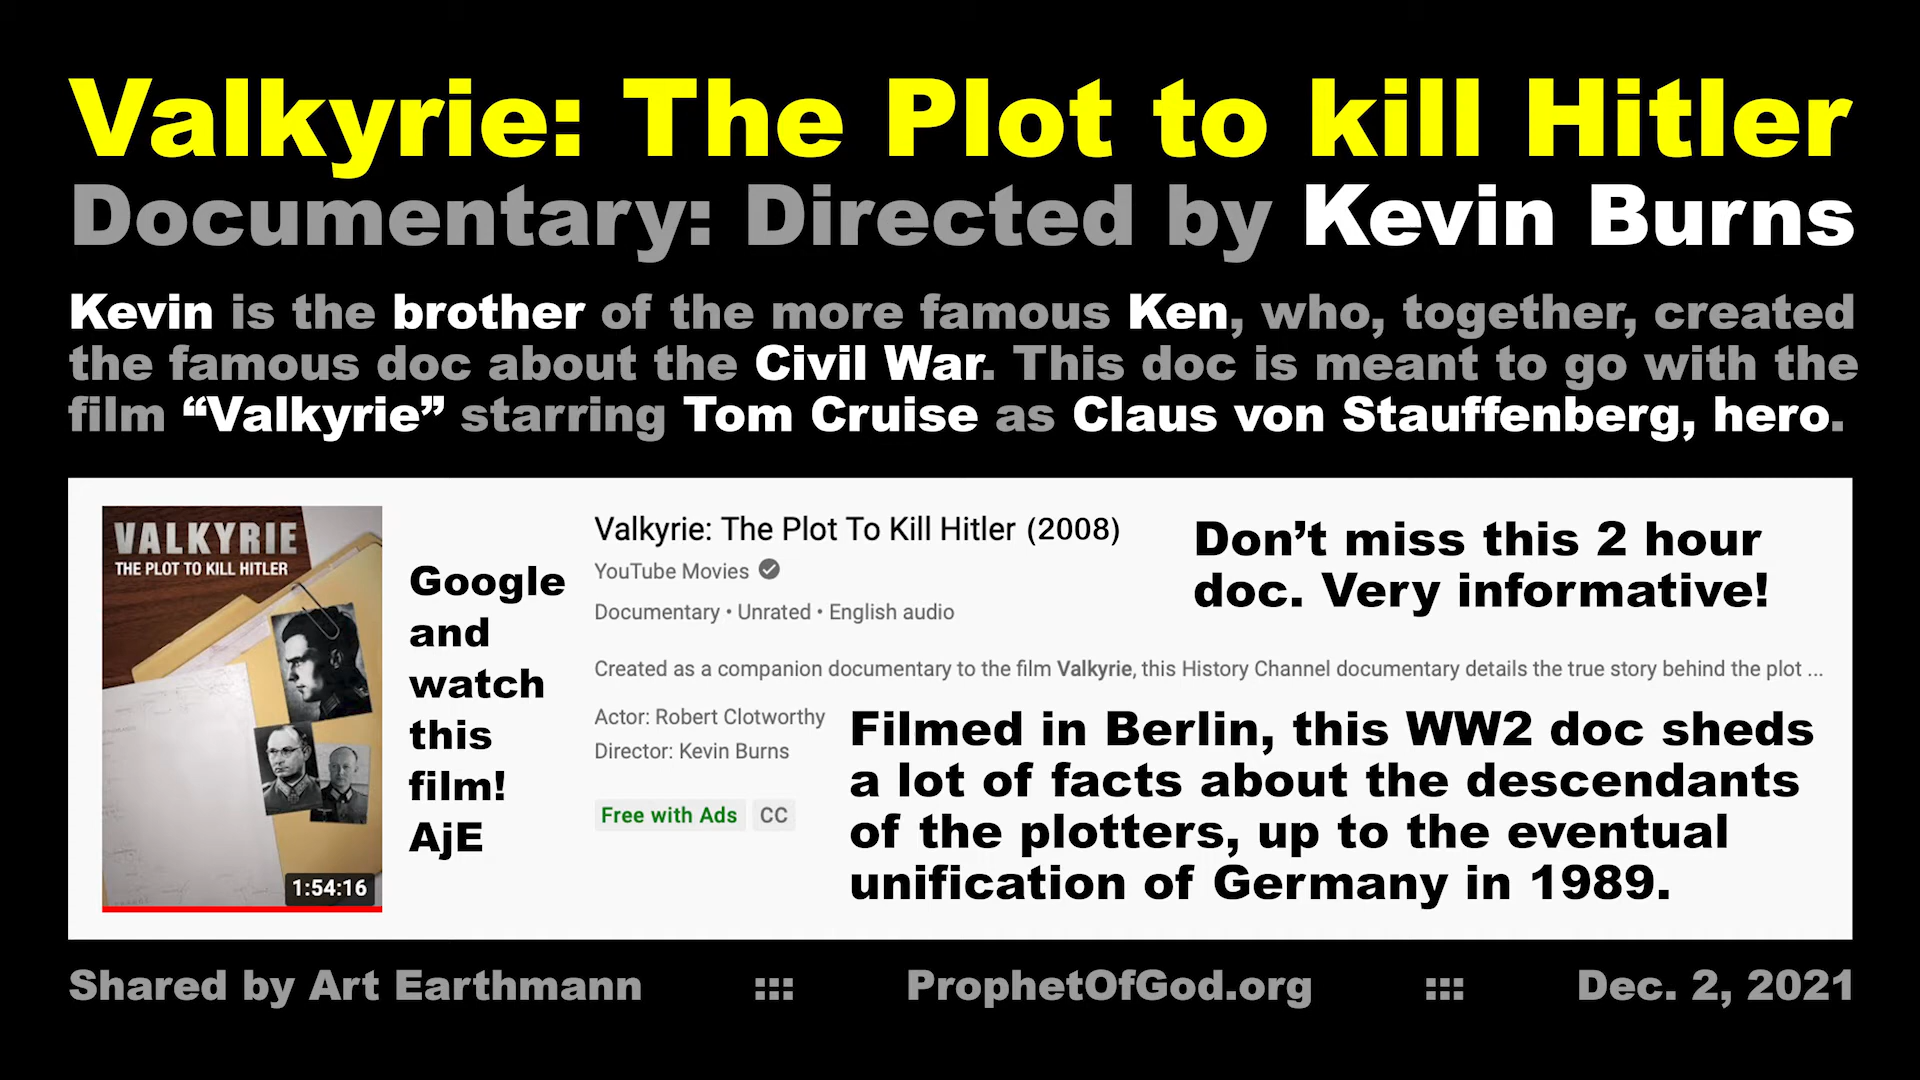 Valkyrie: The Plot to kill Hitler
Documentary: Directed by Kevin Burns
Kevin is the brother of the more famous Ken, who, together, created
the famous doc about the Civil War. This doc is meant to go with the
film “Valkyrie” starring Tom Cruise as Claus von Stauffenberg, hero.
VALKYRIE
THE PLOT TO KILL HITLER
1:54:16
Google
and
watch
this
film!
AjE
Valkyrie: The Plot To Kill Hitler (2008)
YouTube Movies
Documentary • Unrated • English audio
Don’t miss this 2 hour
doc. Very informative!
Created as a companion documentary to the film Valkyrie, this History Channel documentary details the true story behind the plot ...
Actor: Robert Clotworthy
Director: Kevin Burns
Free with Ads CC
Filmed in Berlin, this WW2 doc sheds
a lot of facts about the descendants
of the plotters, up to the eventual
unification of Germany in 1989.
Shared by Art Earthmann ::: ProphetOfGod.org ::: Dec. 2, 2021